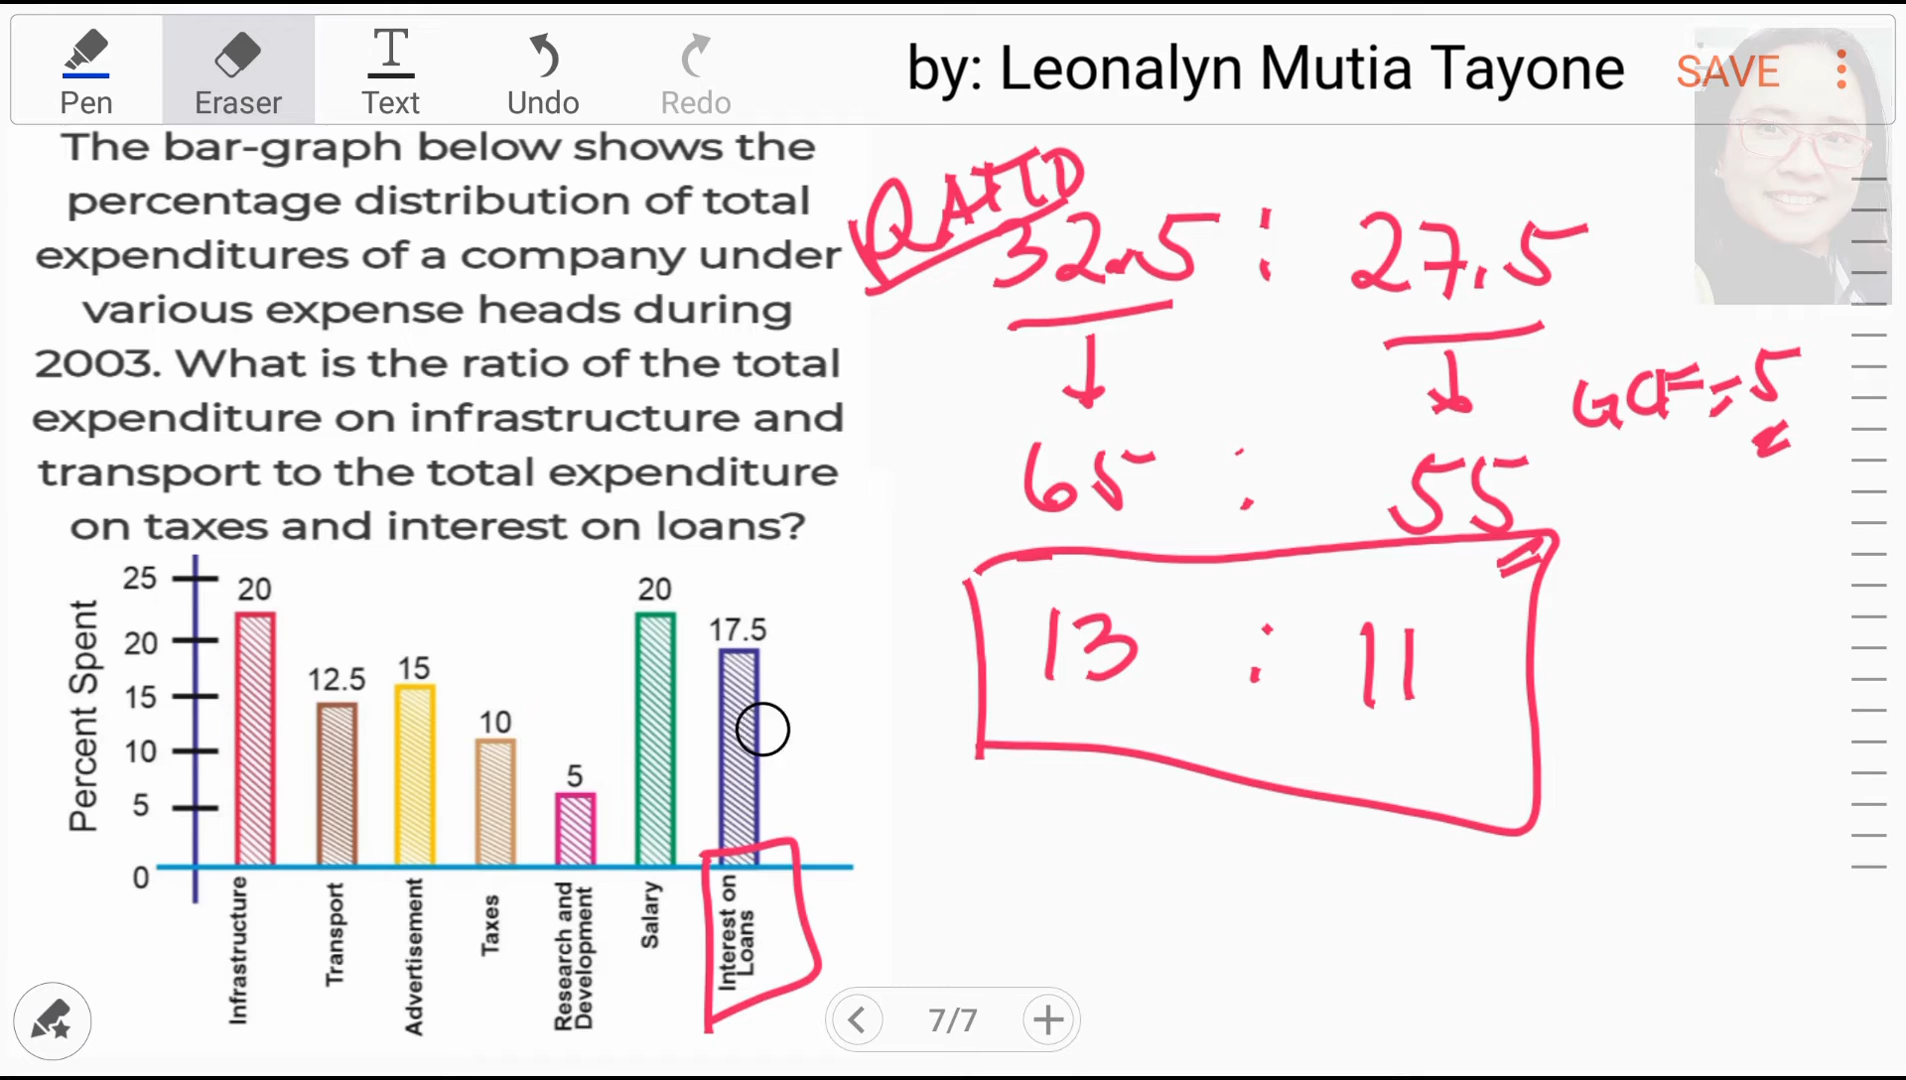 Pen
Eraser
Text
Undo
Redo
by: Leonalyn Mutia Tayone
SAVE
The bar-graph below shows the
percentage distribution of total
expenditures of a company under
various expense heads during
2003. What is the ratio of the total
expenditure on infrastructure and
transport to the total expenditure
on taxes and interest on loans?
Percent Spent
25
20
15
10
5
0
20
12.5
15
10
5
20
17.5
Infrastructure
Transport
Advertisement
Taxes
Research and
Development
Salary
Interest on
Loans
32.5 : 27.5
GCF = 5
65 : 55
13 : 11
7/7